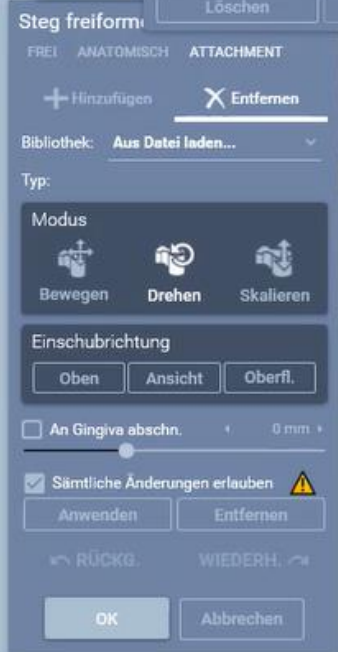 Löschen
Steg freiforme
FREI ANATOMISCH ATTACHMENT
Hinzufügen Entfernen
Bibliothek: Aus Datei laden...
Typ:
Modus
Bewegen Drehen Skalieren
Einschubrichtung
Oben Ansicht Oberfl.
An Gingiva abschn. 0 mm
Sämtliche Änderungen erlauben
Anwenden Entfernen
RÜCKG. WIEDERH.
OK Abbrechen